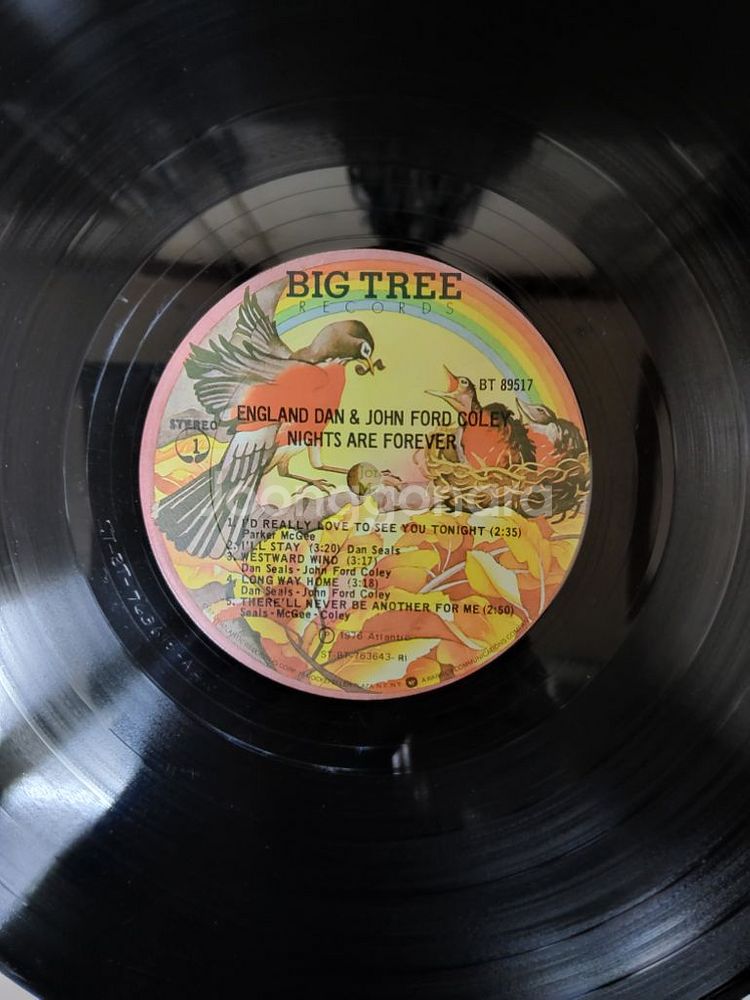 BIG TREE
RECORDS
BT 89517
ENGLAND DAN & JOHN FORD COLEY
NIGHTS ARE FOREVER
STEREO
1
joonggonara
1. I'D REALLY LOVE TO SEE YOU TONIGHT (2:35)
Parker McGee
2. I'LL STAY (3:20) Dan Seals
3. WESTWARD WIND (3:17)
Dan Seals - John Ford Coley
4. LONG WAY HOME (3:18)
Dan Seals - John Ford Coley
5. THERE'LL NEVER BE ANOTHER FOR ME (2:50)
Seals - McGee - Coley
℗ 1976 Atlantic
ST-BT-763643-RI